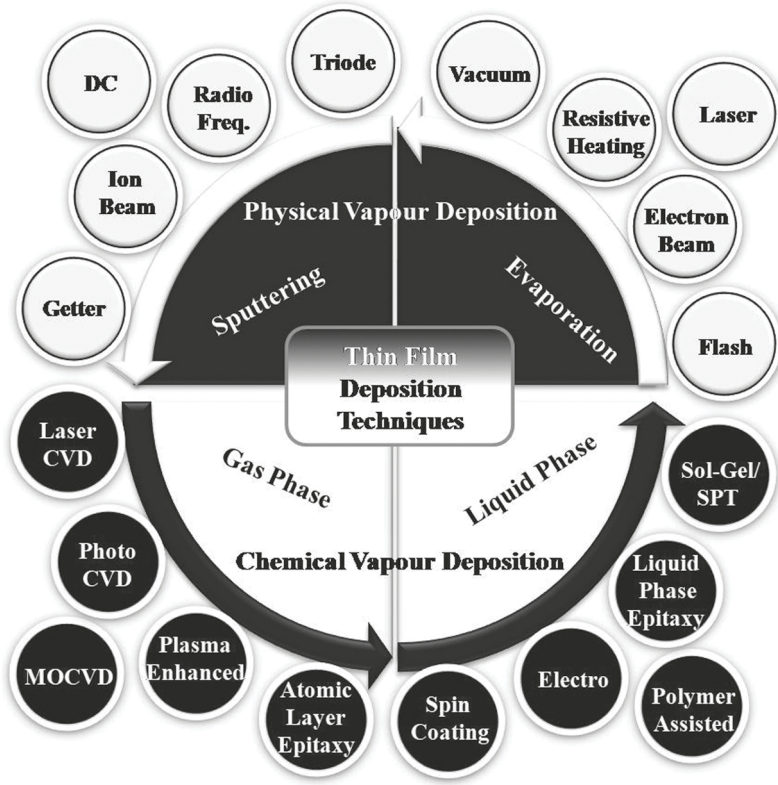 Triode
Vacuum
DC
Radio
Freq.
Resistive
Heating
Laser
Ion
Beam
Electron
Beam
Getter
Flash
Physical Vapour Deposition
Sputtering
Evaporation
Thin Film
Deposition
Techniques
Gas Phase
Liquid Phase
Chemical Vapour Deposition
Laser
CVD
Sol-Gel/
SPT
Photo
CVD
Liquid
Phase
Epitaxy
MOCVD
Plasma
Enhanced
Electro
Polymer
Assisted
Atomic
Layer
Epitaxy
Spin
Coating